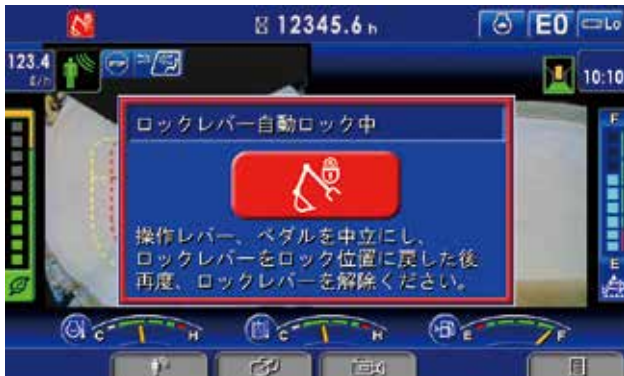 12345.6 h
E0
Lo
123.4
ℓ/h
10:10
ロックレバー自動ロック中
操作レバー、ペダルを中立にし、
ロックレバーをロック位置に戻した後
再度、ロックレバーを解除ください。
F
E
C H
C H
E F